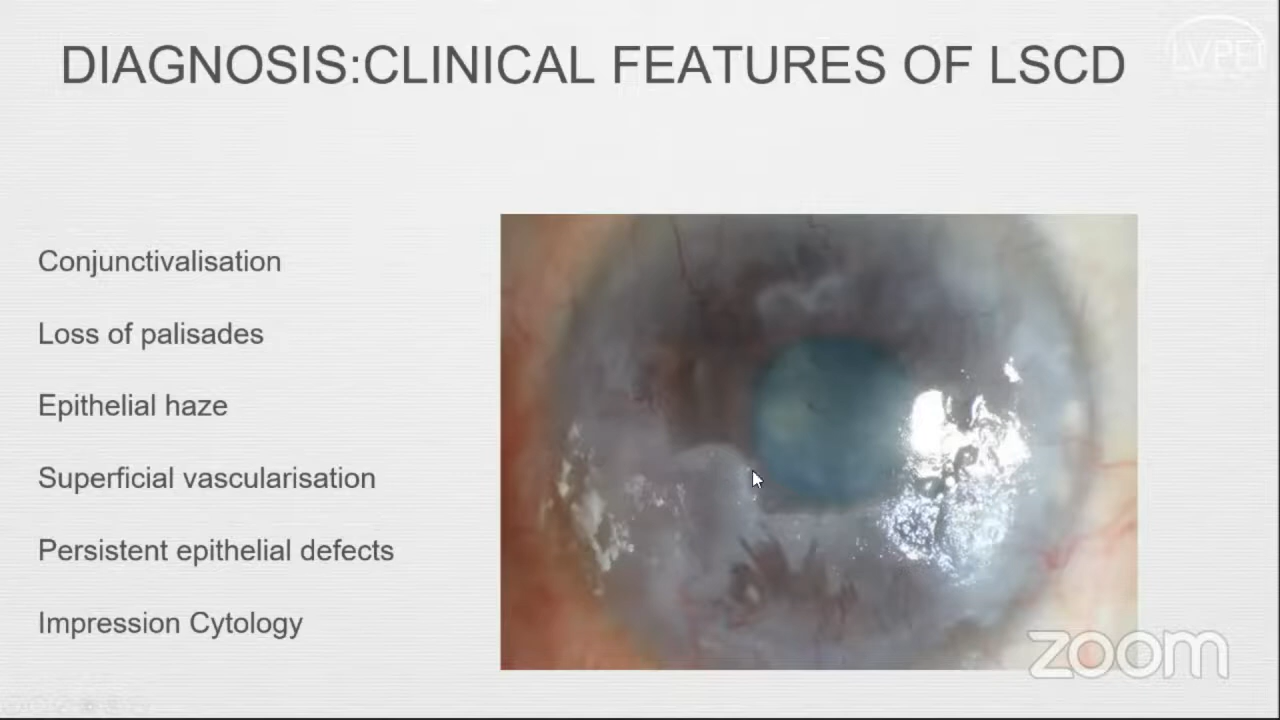 DIAGNOSIS:CLINICAL FEATURES OF LSCD
LVPEI
Conjunctivalisation
Loss of palisades
Epithelial haze
Superficial vascularisation
Persistent epithelial defects
Impression Cytology
zoom